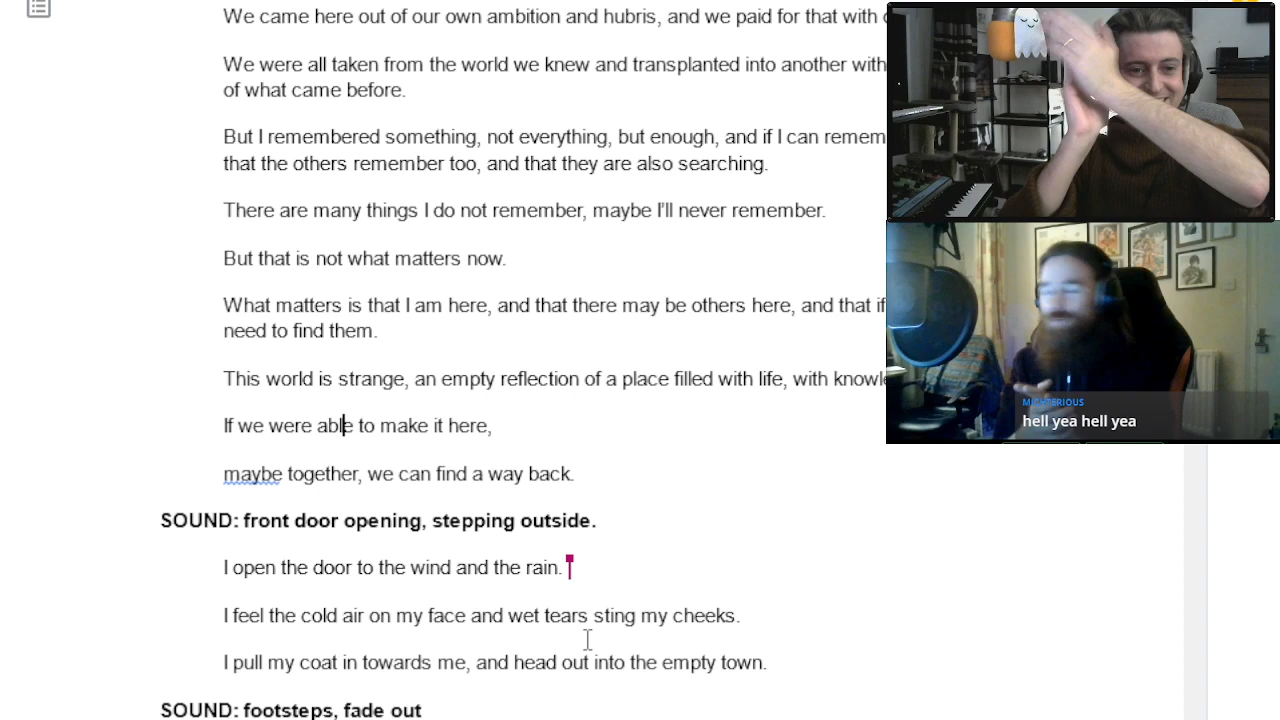 We came here out of our own ambition and hubris, and we paid for that with
We were all taken from the world we knew and transplanted into another with
of what came before.
But I remembered something, not everything, but enough, and if I can remem
that the others remember too, and that they are also searching.
There are many things I do not remember, maybe I'll never remember.
But that is not what matters now.
What matters is that I am here, and that there may be others here, and that if
need to find them.
This world is strange, an empty reflection of a place filled with life, with knowle
If we were able to make it here,
maybe together, we can find a way back.
SOUND: front door opening, stepping outside.
I open the door to the wind and the rain.
I feel the cold air on my face and wet tears sting my cheeks.
I pull my coat in towards me, and head out into the empty town.
SOUND: footsteps, fade out
hell yea hell yea